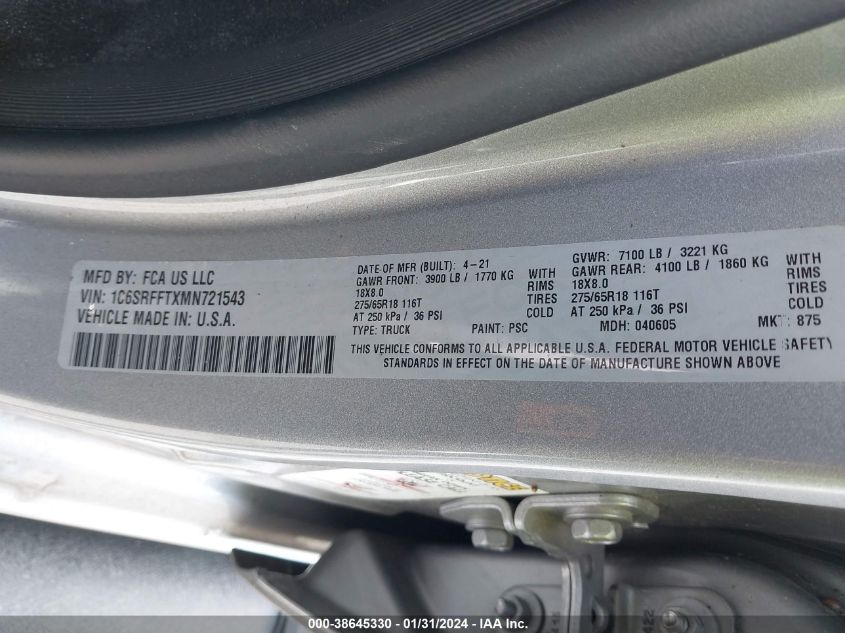 MFD BY: FCA US LLC
VIN: 1C6SRFFTXMN721543
VEHICLE MADE IN: U.S.A.
DATE OF MFR (BUILT): 4-21
GAWR FRONT: 3900 LB / 1770 KG WITH
18X8.0 RIMS
275/65R18 116T TIRES
AT 250 kPa / 36 PSI COLD
TYPE: TRUCK PAINT: PSC
GVWR: 7100 LB / 3221 KG
GAWR REAR: 4100 LB / 1860 KG WITH
18X8.0 RIMS
275/65R18 116T TIRES
AT 250 kPa / 36 PSI COLD
MDH: 040605 MKT: 875
THIS VEHICLE CONFORMS TO ALL APPLICABLE U.S.A. FEDERAL MOTOR VEHICLE SAFETY
STANDARDS IN EFFECT ON THE DATE OF MANUFACTURE SHOWN ABOVE
000-38645330 - 01/31/2024 - IAA Inc.